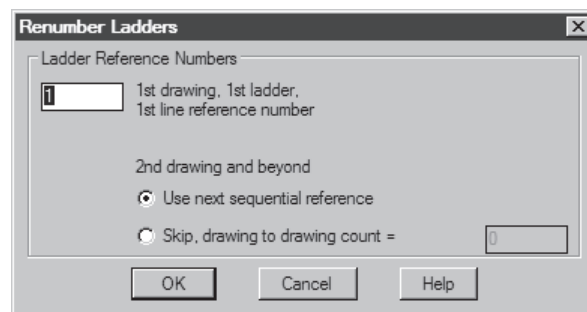 Renumber Ladders
Ladder Reference Numbers
1
1st drawing, 1st ladder,
1st line reference number
2nd drawing and beyond
Use next sequential reference
Skip, drawing to drawing count =
0
OK
Cancel
Help